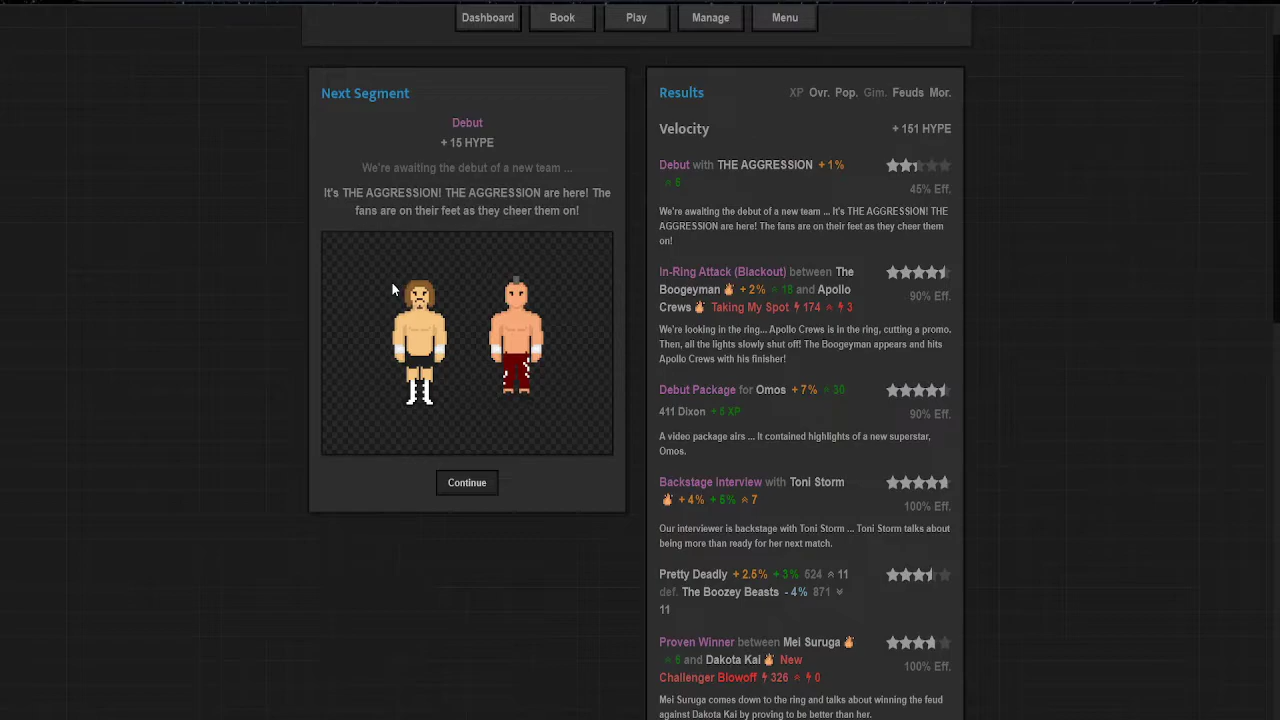 Dashboard Book Play Manage Menu
Next Segment
Debut
+ 15 HYPE
We're awaiting the debut of a new team ...
It's THE AGGRESSION! THE AGGRESSION are here! The
fans are on their feet as they cheer them on!
Continue
Results XP Ovr. Pop. Gim. Feuds Mor.
Velocity + 151 HYPE
Debut with THE AGGRESSION + 1%
6
45% Eff.
We're awaiting the debut of a new team ... It's THE AGGRESSION! THE
AGGRESSION are here! The fans are on their feet as they cheer them
on!
In-Ring Attack (Blackout) between The
Boogeyman + 2% 18 and Apollo
90% Eff.
Crews Taking My Spot 174 3
We're looking in the ring... Apollo Crews is in the ring, cutting a promo.
Then, all the lights slowly shut off! The Boogeyman appears and hits
Apollo Crews with his finisher!
Debut Package for Omos + 7% 30
411 Dixon + 6 XP
90% Eff.
A video package airs ... It contained highlights of a new superstar,
Omos.
Backstage Interview with Toni Storm
+ 4% + 5% 7
100% Eff.
Our interviewer is backstage with Toni Storm ... Toni Storm talks about
being more than ready for her next match.
Pretty Deadly + 2.5% + 3% 524 11
def. The Boozey Beasts - 4% 871
11
Proven Winner between Mei Suruga
6 and Dakota Kai New
100% Eff.
Challenger Blowoff 326 0
Mei Suruga comes down to the ring and talks about winning the feud
against Dakota Kai by proving to be better than her.